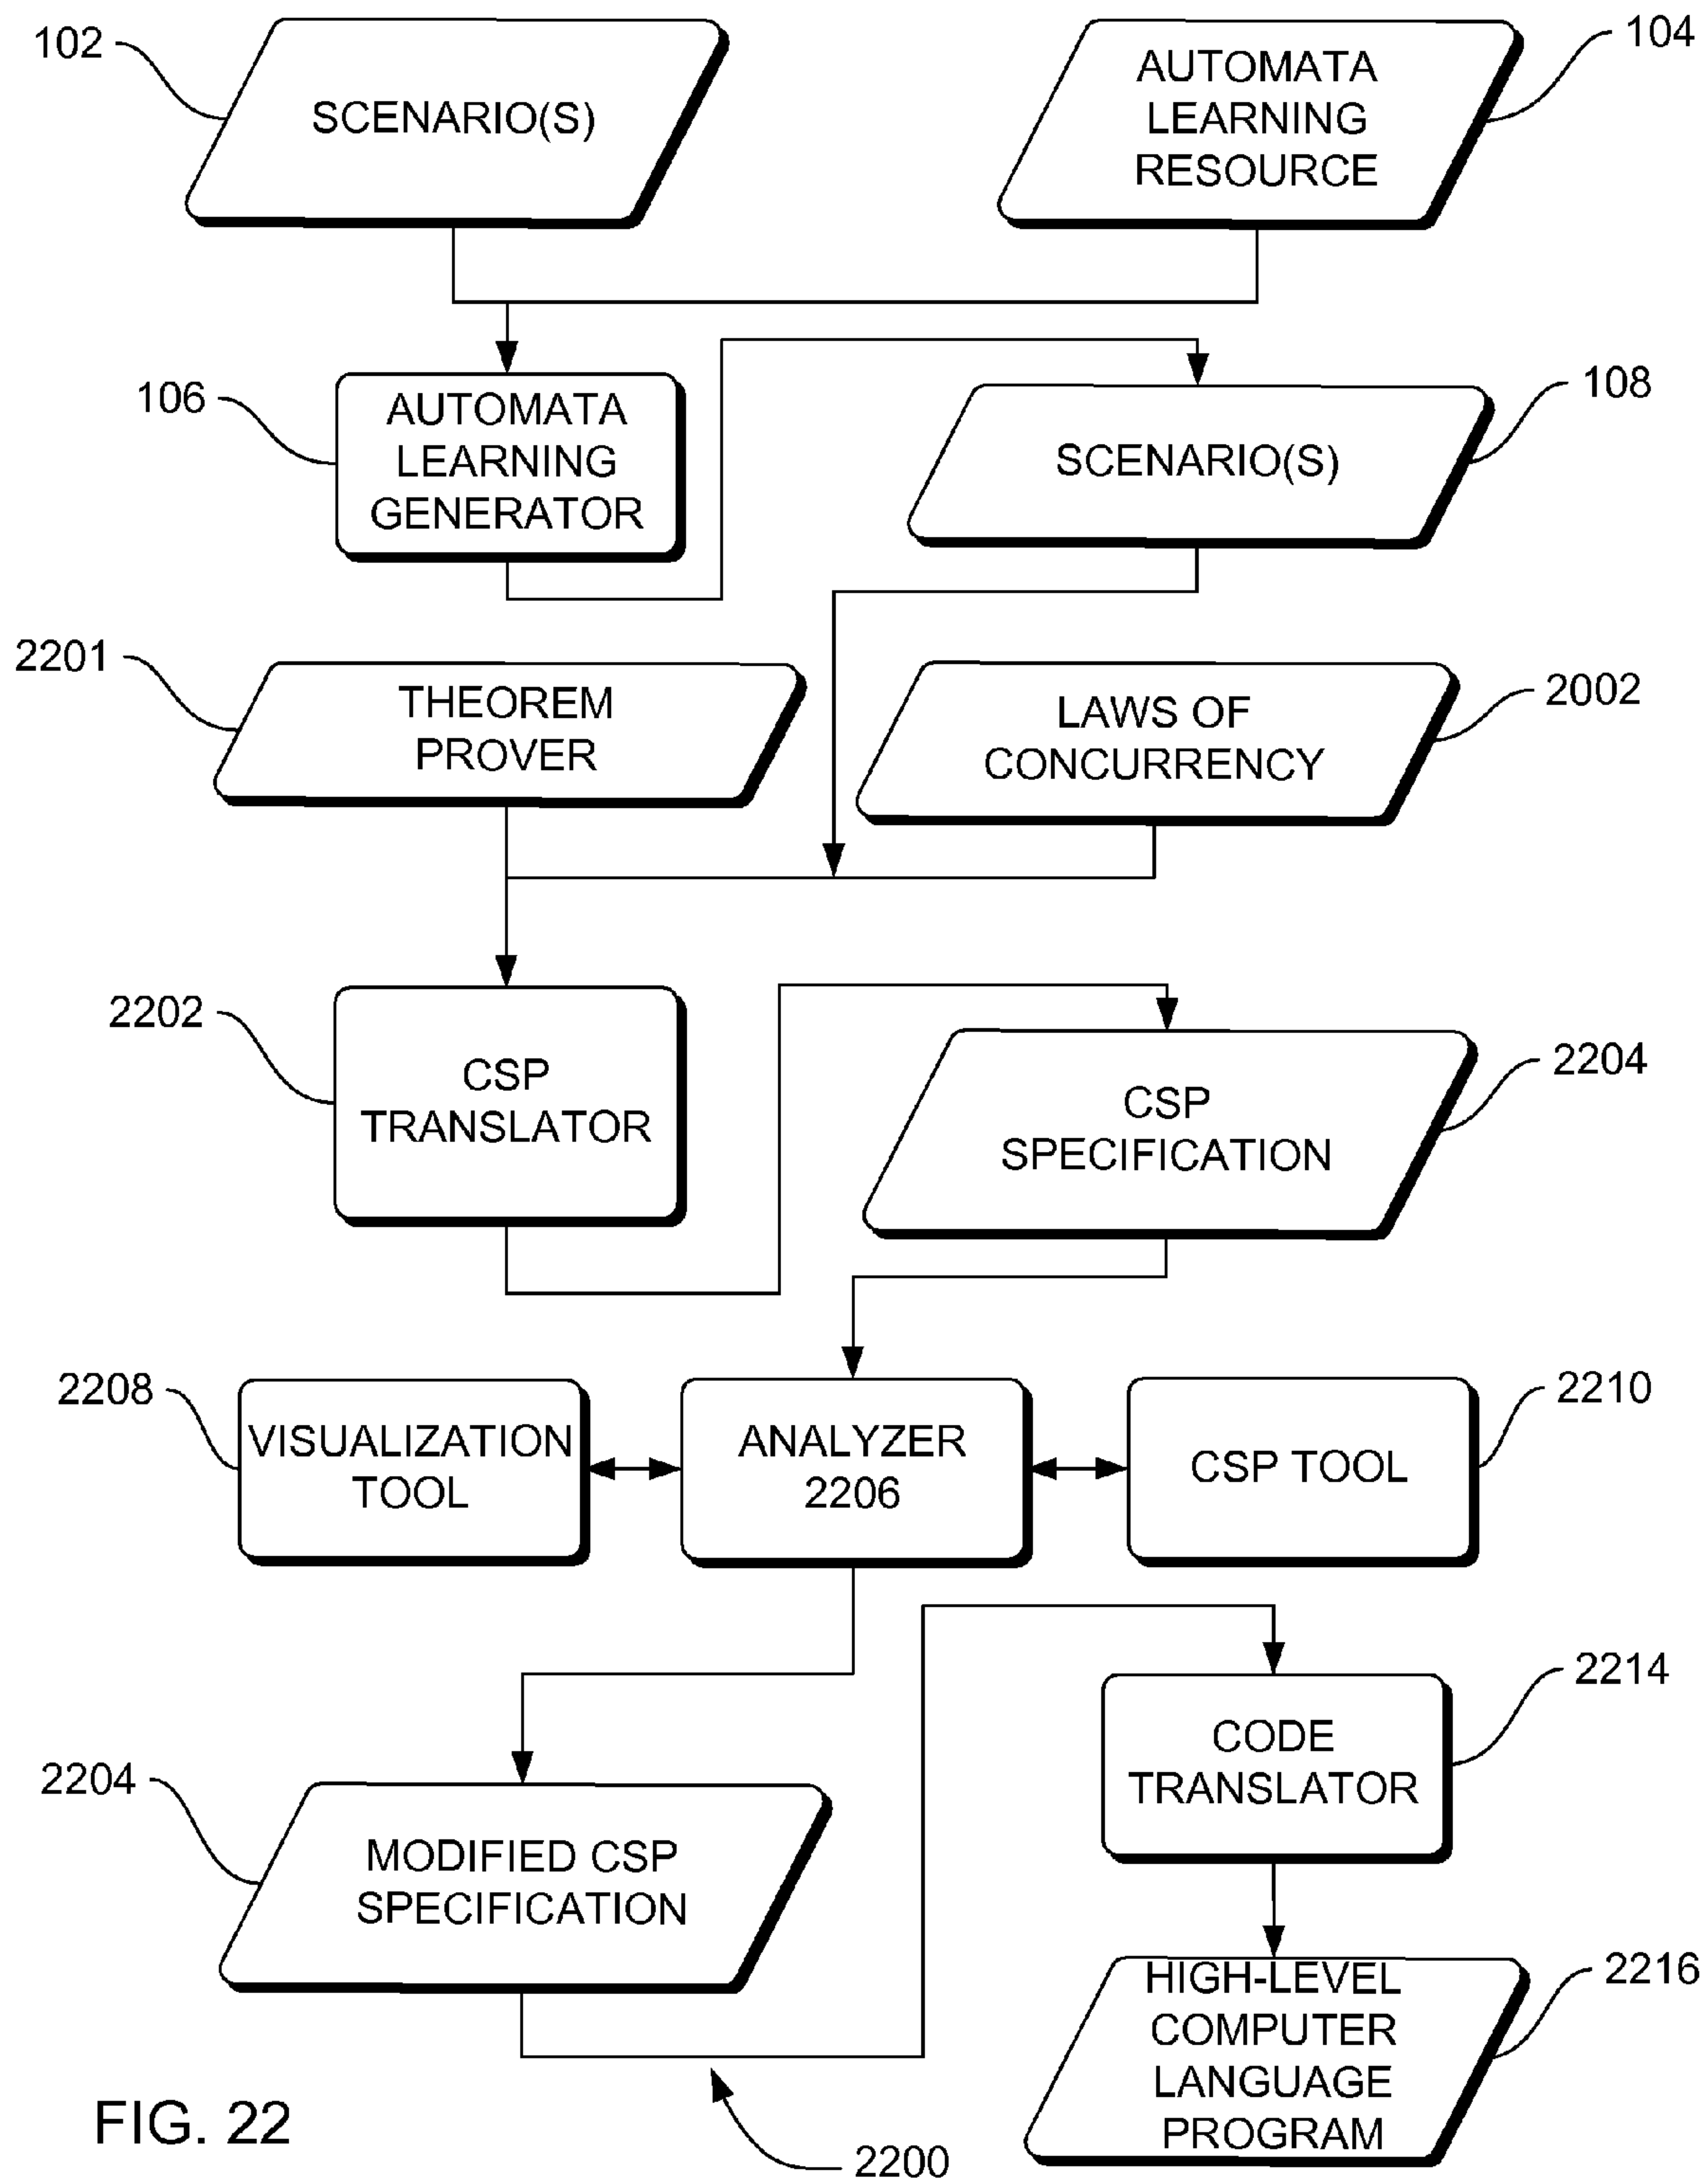 102
SCENARIO(S)
AUTOMATA
LEARNING
RESOURCE
104
106
AUTOMATA
LEARNING
GENERATOR
SCENARIO(S)
108
2201
THEOREM
PROVER
LAWS OF
CONCURRENCY
2002
2202
CSP
TRANSLATOR
CSP
SPECIFICATION
2204
2208
VISUALIZATION
TOOL
ANALYZER
2206
CSP TOOL
2210
CODE
TRANSLATOR
2214
2204
MODIFIED CSP
SPECIFICATION
HIGH-LEVEL
COMPUTER
LANGUAGE
PROGRAM
2216
FIG. 22
2200